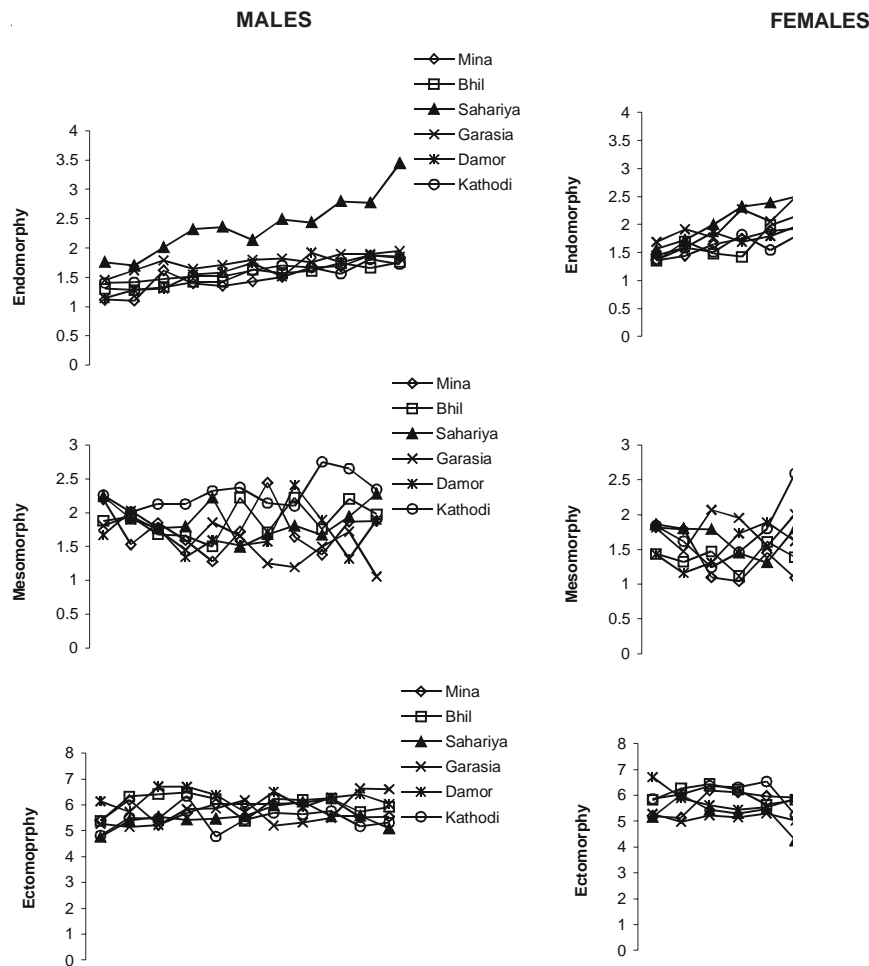 MALES
FEMALES
Mina
Bhil
Sahariya
Garasia
Damor
Kathodi
4
3.5
3
2.5
2
1.5
1
0.5
0
Endomorphy
4
3.5
3
2.5
2
1.5
1
0.5
0
Endomorphy
Mina
Bhil
Sahariya
Garasia
Damor
Kathodi
3
2.5
2
1.5
1
0.5
0
Mesomorphy
3
2.5
2
1.5
1
0.5
0
Mesomorphy
Mina
Bhil
Sahariya
Garasia
Damor
Kathodi
8
7
6
5
4
3
2
1
0
Ectomoprphy
8
7
6
5
4
3
2
1
0
Ectomorphy